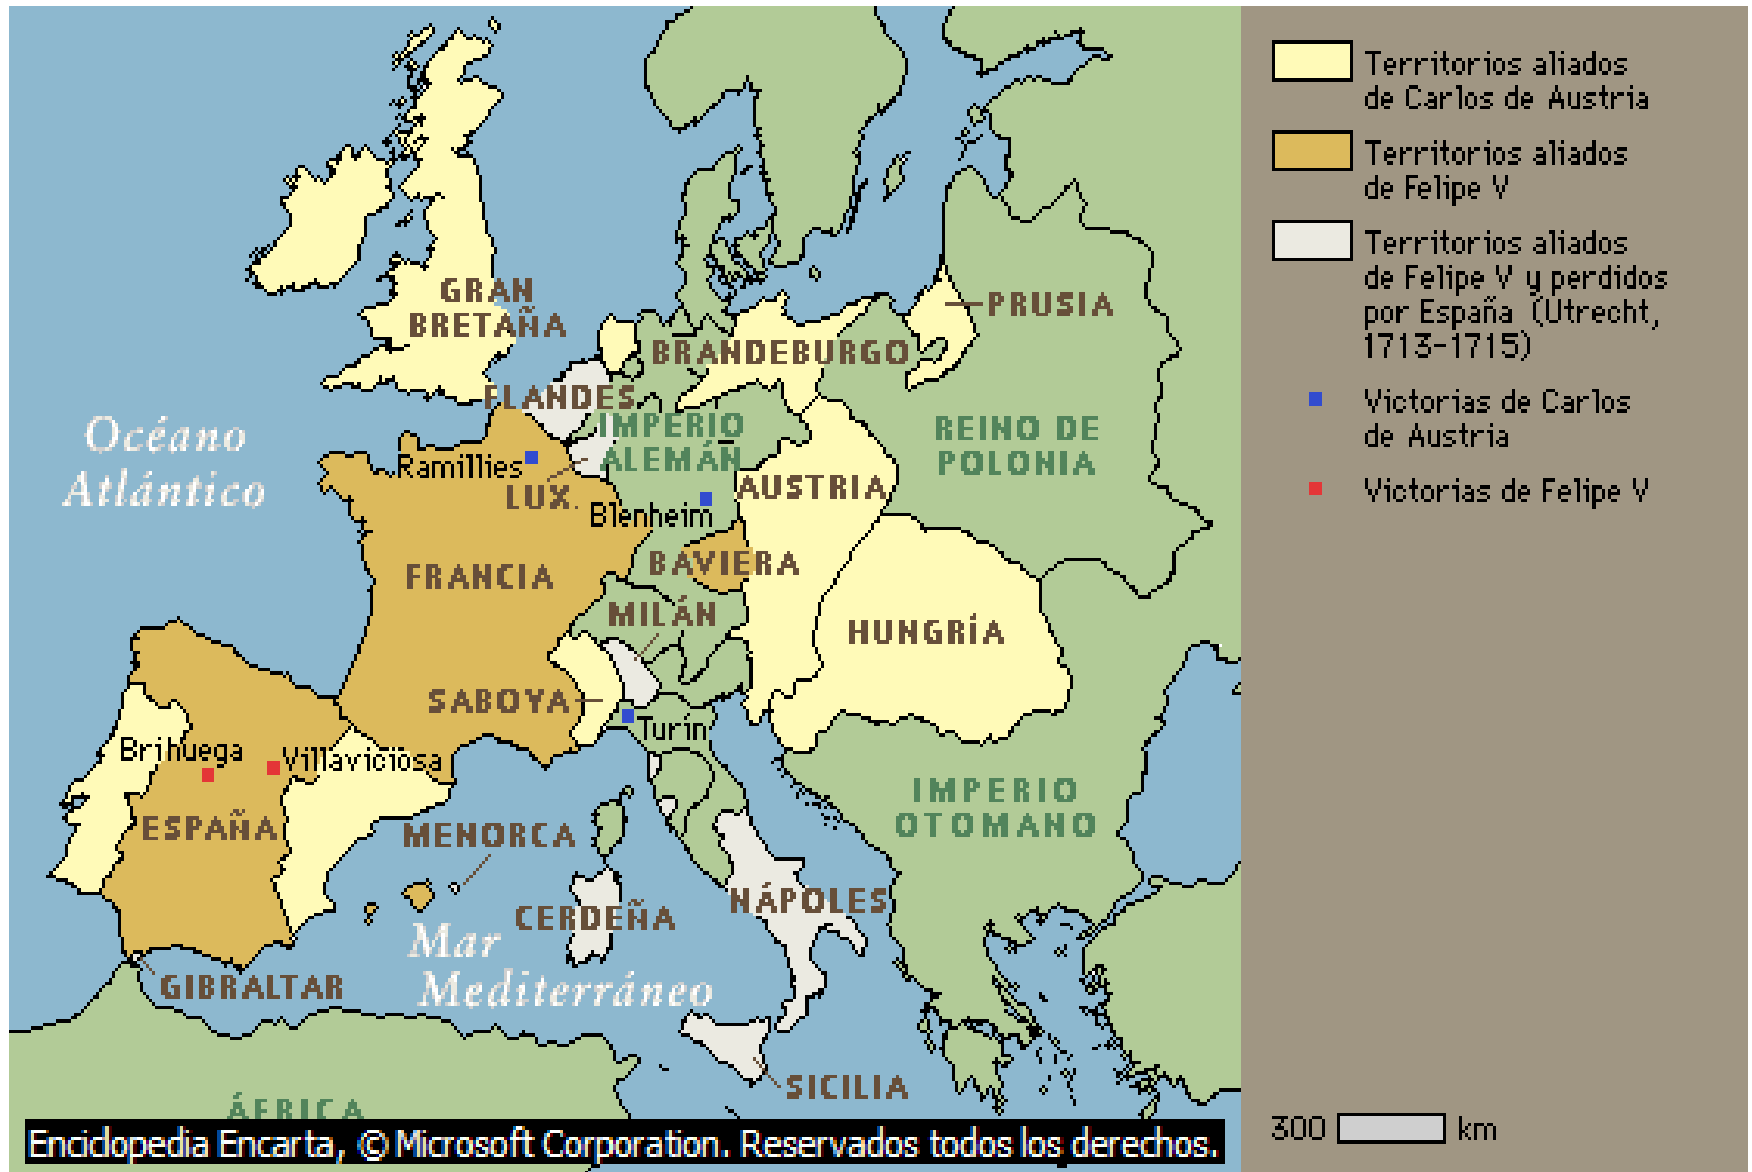 GRAN
BRETAÑA
PRUSIA
BRANDEBURGO
FLANDES
IMPERIO
ALEMÁN
REINO DE
POLONIA
Océano
Atlántico
Ramillies
LUX.
AUSTRIA
Blenheim
FRANCIA
BAVIERA
MILÁN
HUNGRÍA
SABOYA
Turín
Brihuega
Villaviciosa
ESPAÑA
MENORCA
IMPERIO
OTOMANO
CERDEÑA
NÁPOLES
Mar
Mediterráneo
GIBRALTAR
SICILIA
ÁFRICA
Enciclopedia Encarta, © Microsoft Corporation. Reservados todos los derechos.
Territorios aliados
de Carlos de Austria
Territorios aliados
de Felipe V
Territorios aliados
de Felipe V y perdidos
por España (Utrecht,
1713-1715)
Victorias de Carlos
de Austria
Victorias de Felipe V
300 km